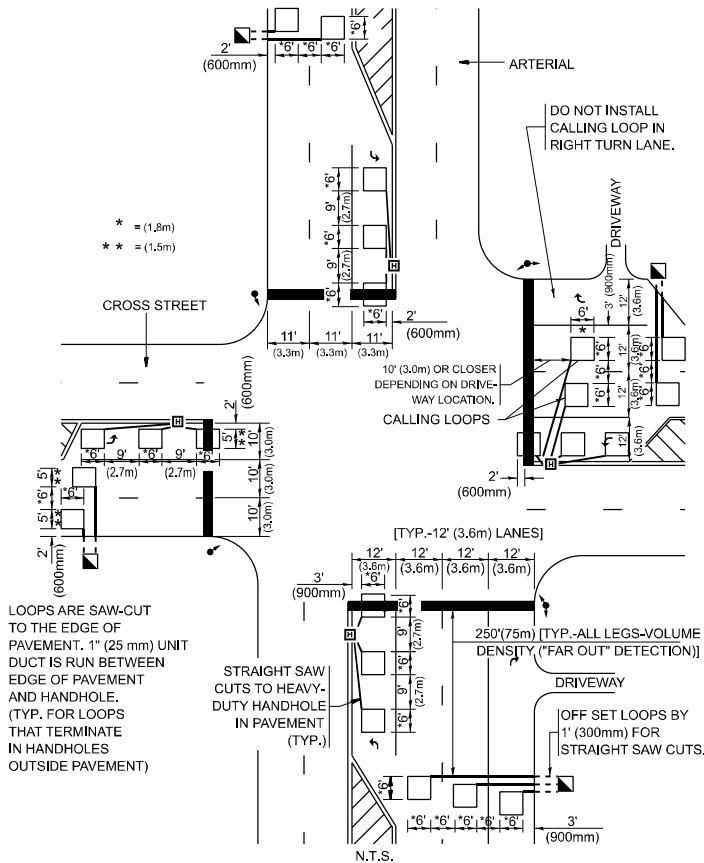 *6' *6' *6'
*6'
2'
(600mm)
ARTERIAL
DO NOT INSTALL
CALLING LOOP IN
RIGHT TURN LANE.
* = (1.8m)
** = (1.5m)
*6'
9'
(2.7m)
*6'
9'
(2.7m)
*6'
H
*6'
2'
(600mm)
11' 11' 11'
(3.3m) (3.3m) (3.3m)
CROSS STREET
DRIVEWAY
3' (900mm)
12'
(3.6m)
6'
*
*6'
*6'
*6'
12'
(3.6m)
12'
(3.6m)
12'
(3.6m)
*6'
*6'
*6'
10' (3.0m) OR CLOSER
DEPENDING ON DRIVE-
WAY LOCATION.
CALLING LOOPS
H
2'
(600mm)
2'
(600mm)
H
*6' 9' *6' 9' *6'
(2.7m) (2.7m)
5'
**
10'
(3.0m)
10'
(3.0m)
10'
(3.0m)
5'
**
*6'
5'
**
*6'
2'
(600mm)
[TYP.-12' (3.6m) LANES]
12' 12' 12' 12'
(3.6m) (3.6m) (3.6m) (3.6m)
3'
(900mm)
*6'
*6'
9'
(2.7m)
*6'
9'
(2.7m)
*6'
H
LOOPS ARE SAW-CUT
TO THE EDGE OF
PAVEMENT. 1" (25 mm) UNIT
DUCT IS RUN BETWEEN
EDGE OF PAVEMENT
AND HANDHOLE.
(TYP. FOR LOOPS
THAT TERMINATE
IN HANDHOLES
OUTSIDE PAVEMENT)
STRAIGHT SAW
CUTS TO HEAVY-
DUTY HANDHOLE
IN PAVEMENT
(TYP.)
250'(75m) [TYP.-ALL LEGS-VOLUME
DENSITY ("FAR OUT" DETECTION)]
DRIVEWAY
OFF SET LOOPS BY
1' (300mm) FOR
STRAIGHT SAW CUTS.
*6'
*6' *6' *6' *6' *6'
3'
(900mm)
N.T.S.